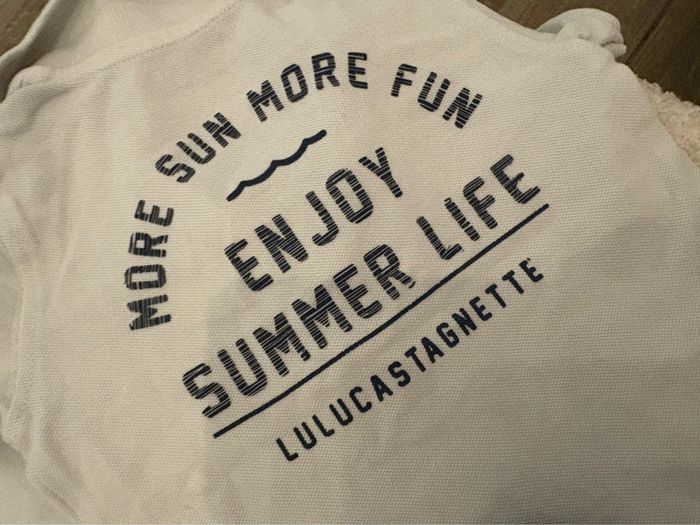 MORE SUN MORE FUN
ENJOY
SUMMER LIFE
LULUCASTAGNETTE